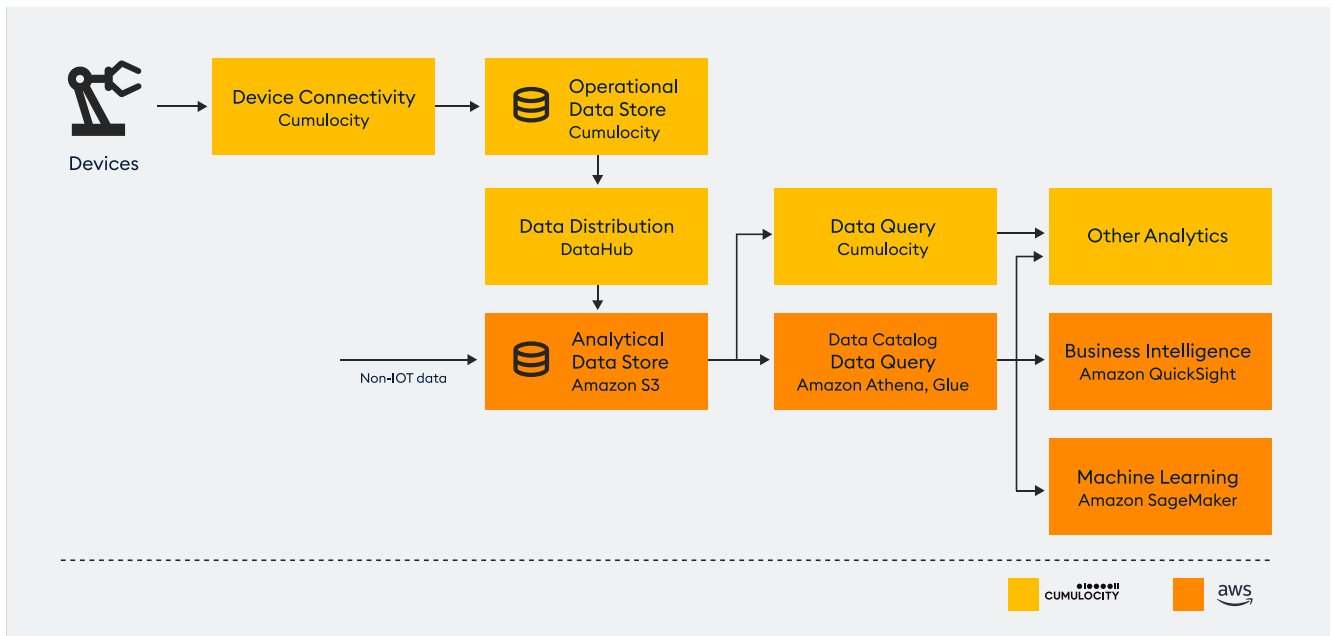 Devices
Device Connectivity
Cumulocity
Operational
Data Store
Cumulocity
Data Distribution
DataHub
Data Query
Cumulocity
Other Analytics
Non-IOT data
Analytical
Data Store
Amazon S3
Data Catalog
Data Query
Amazon Athena, Glue
Business Intelligence
Amazon QuickSight
Machine Learning
Amazon SageMaker
CUMULOCITY
aws